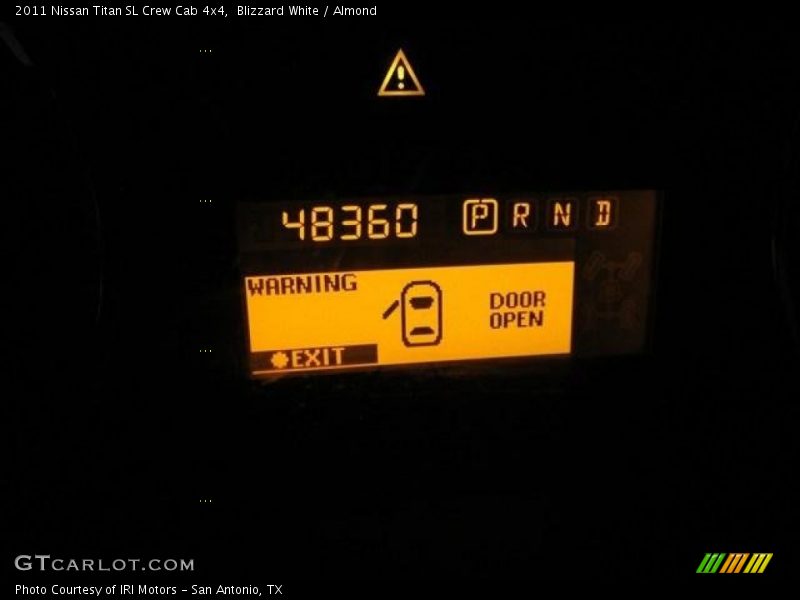 2011 Nissan Titan SL Crew Cab 4x4,  Blizzard White / Almond
...
...
48360 P R N D
WARNING
DOOR
OPEN
...
✽EXIT
...
GTCARLOT.COM
Photo Courtesy of IRI Motors - San Antonio, TX